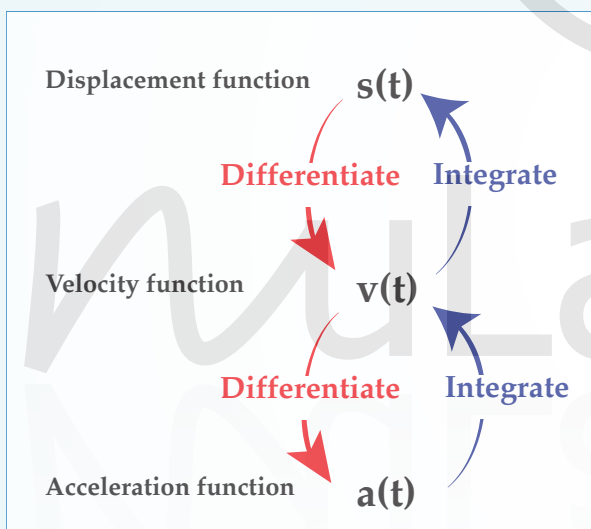 Displacement function s(t)
Differentiate Integrate
Velocity function v(t)
Differentiate Integrate
Acceleration function a(t)